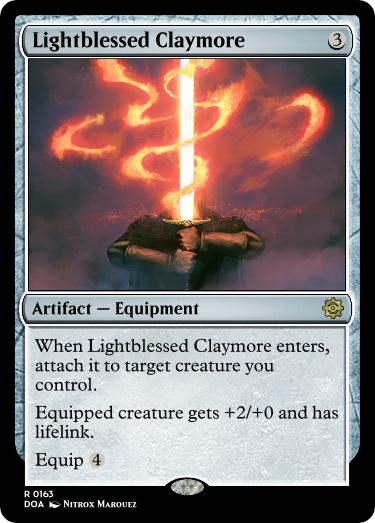 Lightblessed Claymore 3
Artifact — Equipment
When Lightblessed Claymore enters,
attach it to target creature you
control.
Equipped creature gets +2/+0 and has
lifelink.
Equip 4
R 0163
DOA Nitrox Marquez